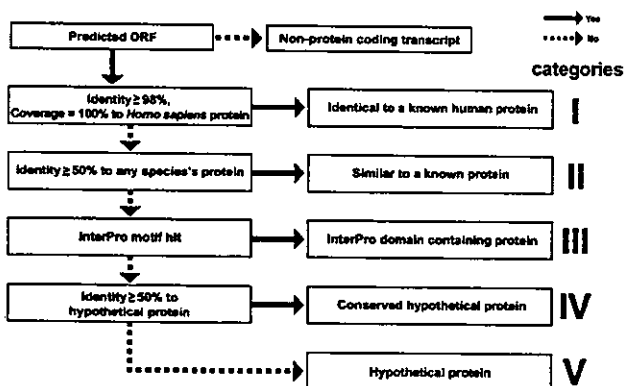 Predicted ORF
Non-protein coding transcript
Yes
No
categories
Identity ≥ 98%,
Coverage = 100% to Homo sapiens protein
Identical to a known human protein
I
Identity ≥ 50% to any species's protein
Similar to a known protein
II
InterPro motif hit
InterPro domain containing protein
III
Identity ≥ 50% to
hypothetical protein
Conserved hypothetical protein
IV
Hypothetical protein
V